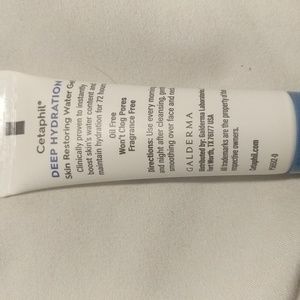 Cetaphil®
DEEP HYDRATION
Skin Restoring Water Gel
Clinically proven to instantly
boost skin's water content and
maintain hydration for 72 hours
Oil Free
Won't Clog Pores
Fragrance Free
Directions: Use every morning
and night after cleansing, gently
smoothing over face and neck
GALDERMA
Distributed by: Galderma Laboratories
Fort Worth, TX 76177 USA
All trademarks are the property of their
respective owners.
Cetaphil.com